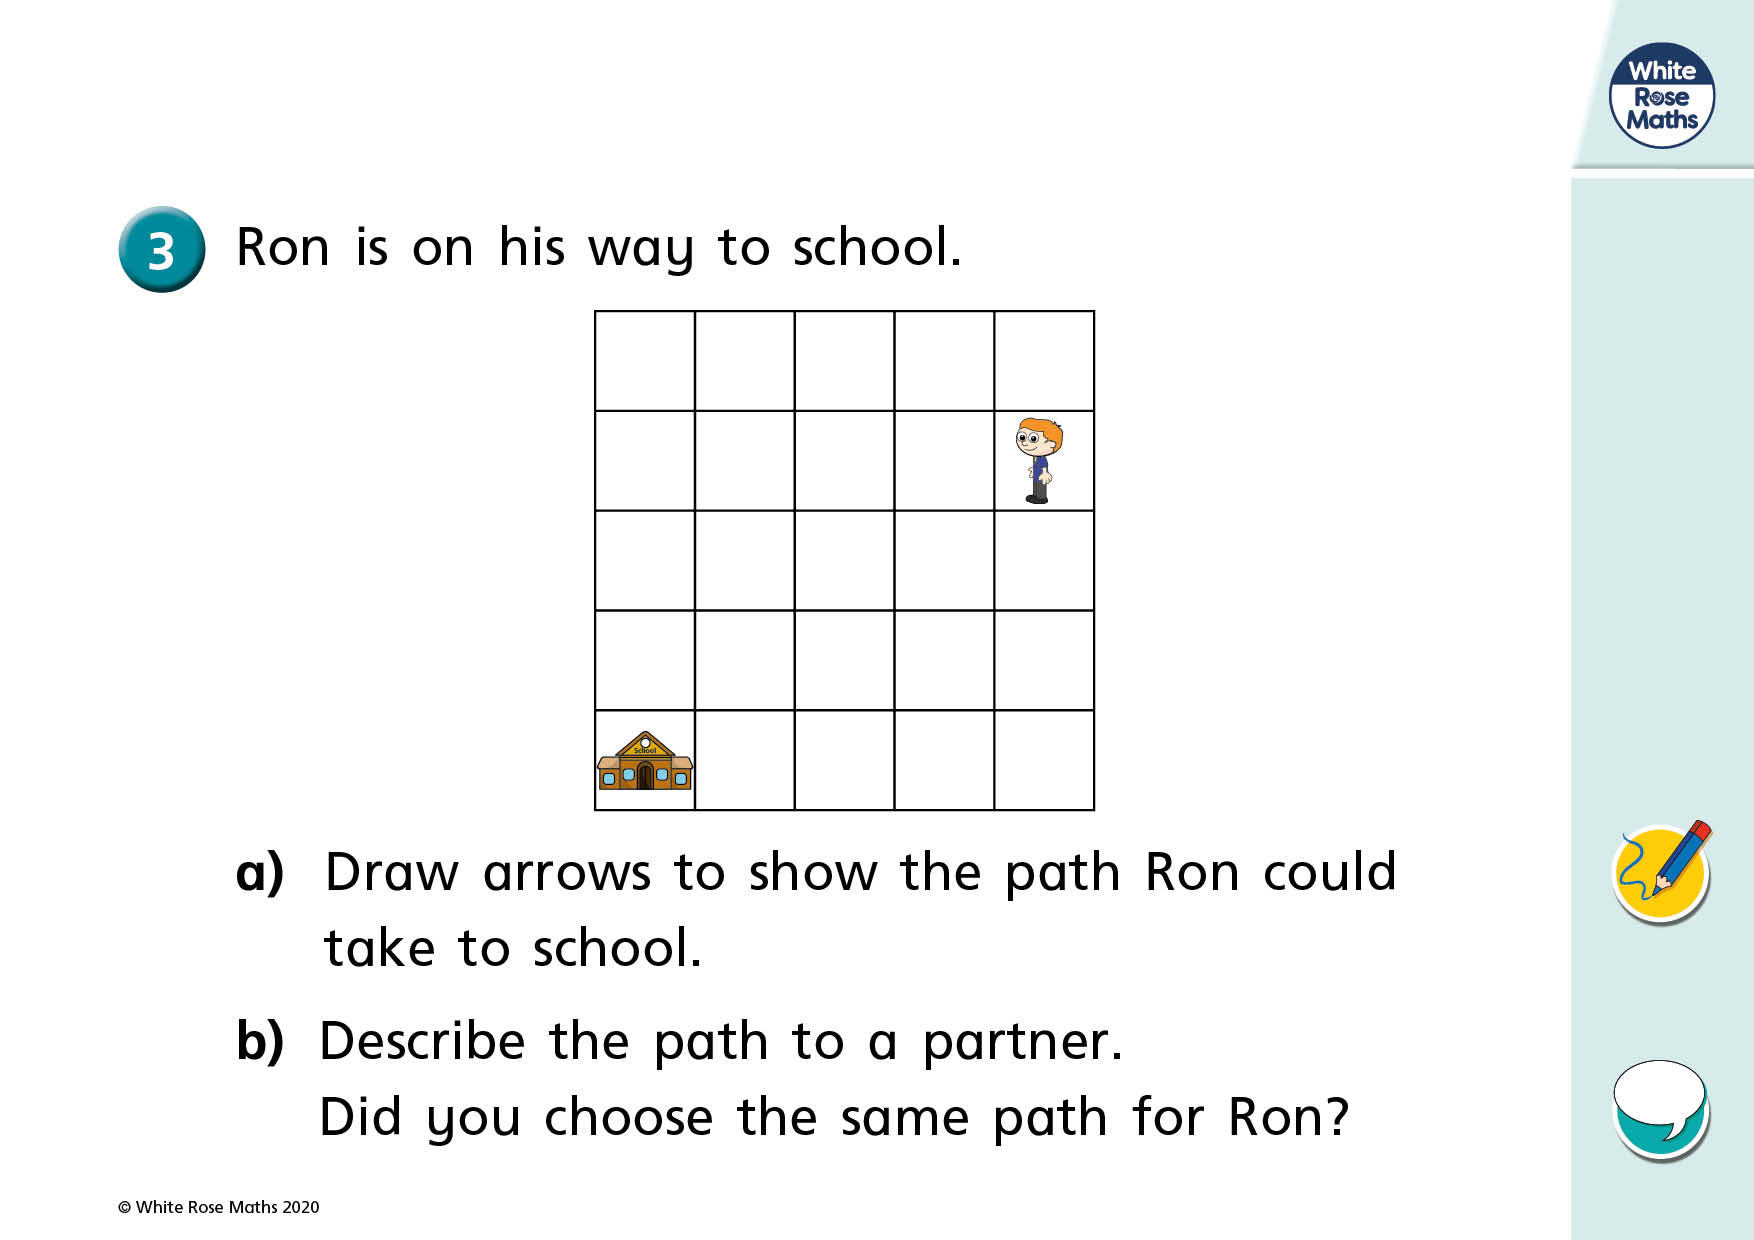 White
Rose
Maths
3 Ron is on his way to school.
School
a) Draw arrows to show the path Ron could
take to school.
b) Describe the path to a partner.
Did you choose the same path for Ron?
© White Rose Maths 2020